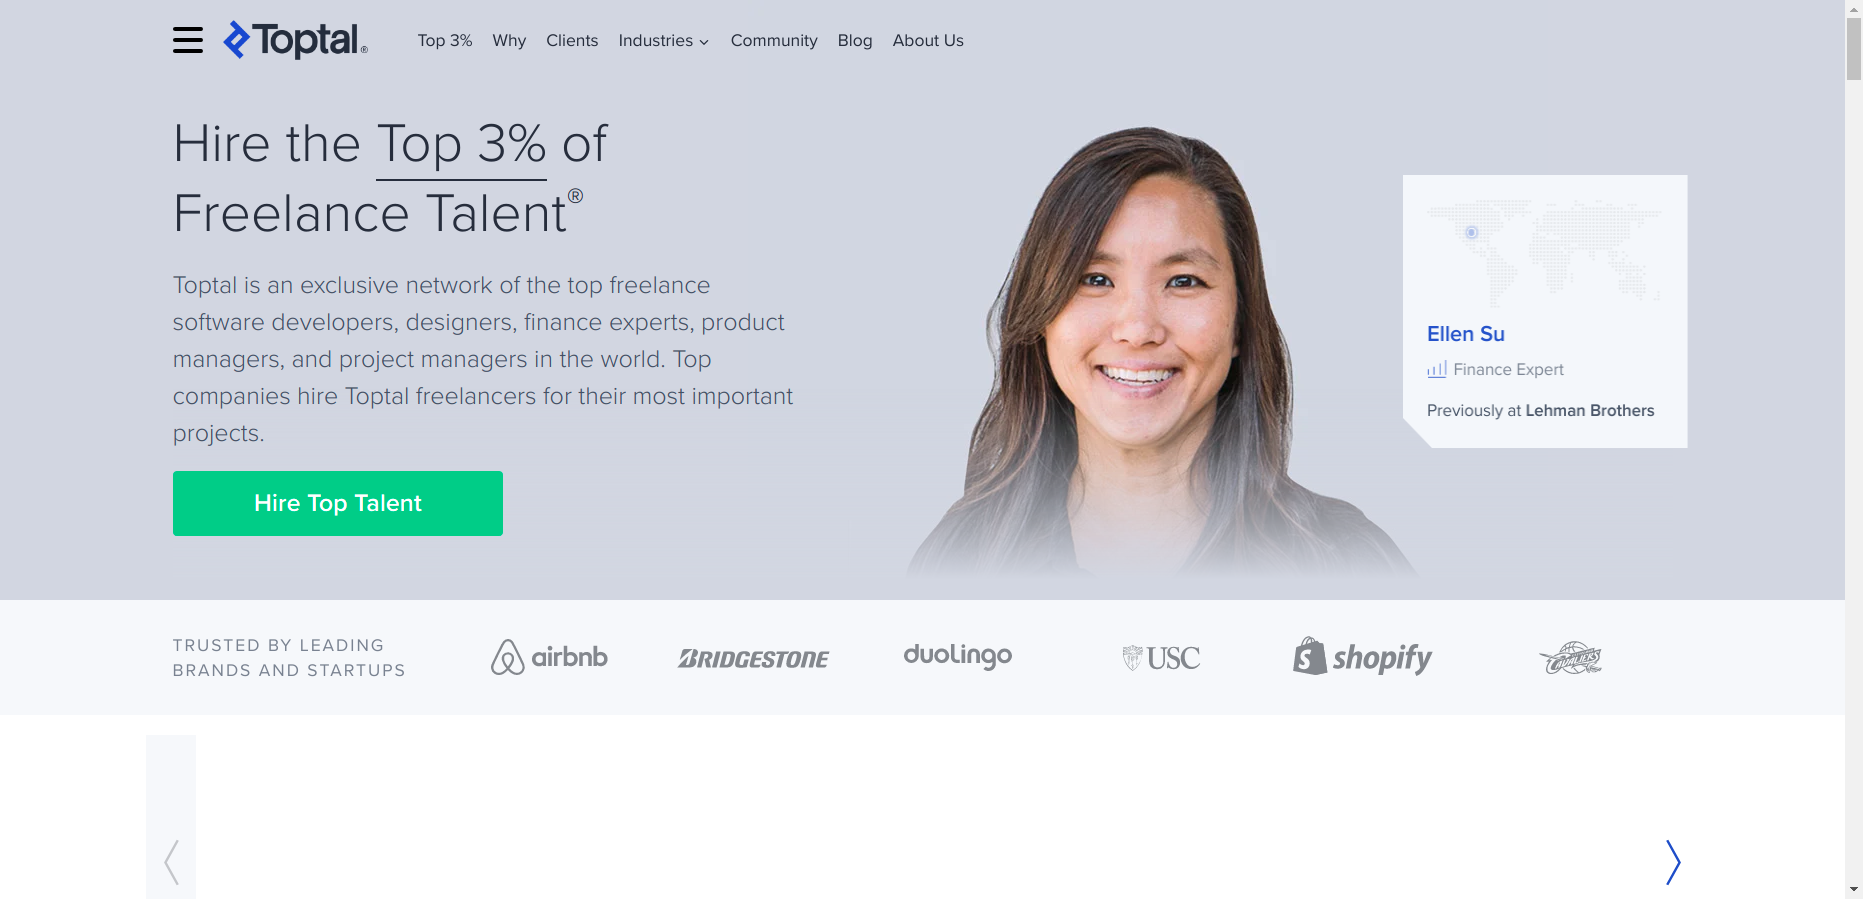 Toptal®
Top 3% Why Clients Industries Community Blog About Us
Hire the Top 3% of
Freelance Talent®
Toptal is an exclusive network of the top freelance
software developers, designers, finance experts, product
managers, and project managers in the world. Top
companies hire Toptal freelancers for their most important
projects.
Hire Top Talent
Ellen Su
Finance Expert
Previously at Lehman Brothers
TRUSTED BY LEADING
BRANDS AND STARTUPS
airbnb
BRIDGESTONE
duolingo
USC
shopify
CAVALIERS